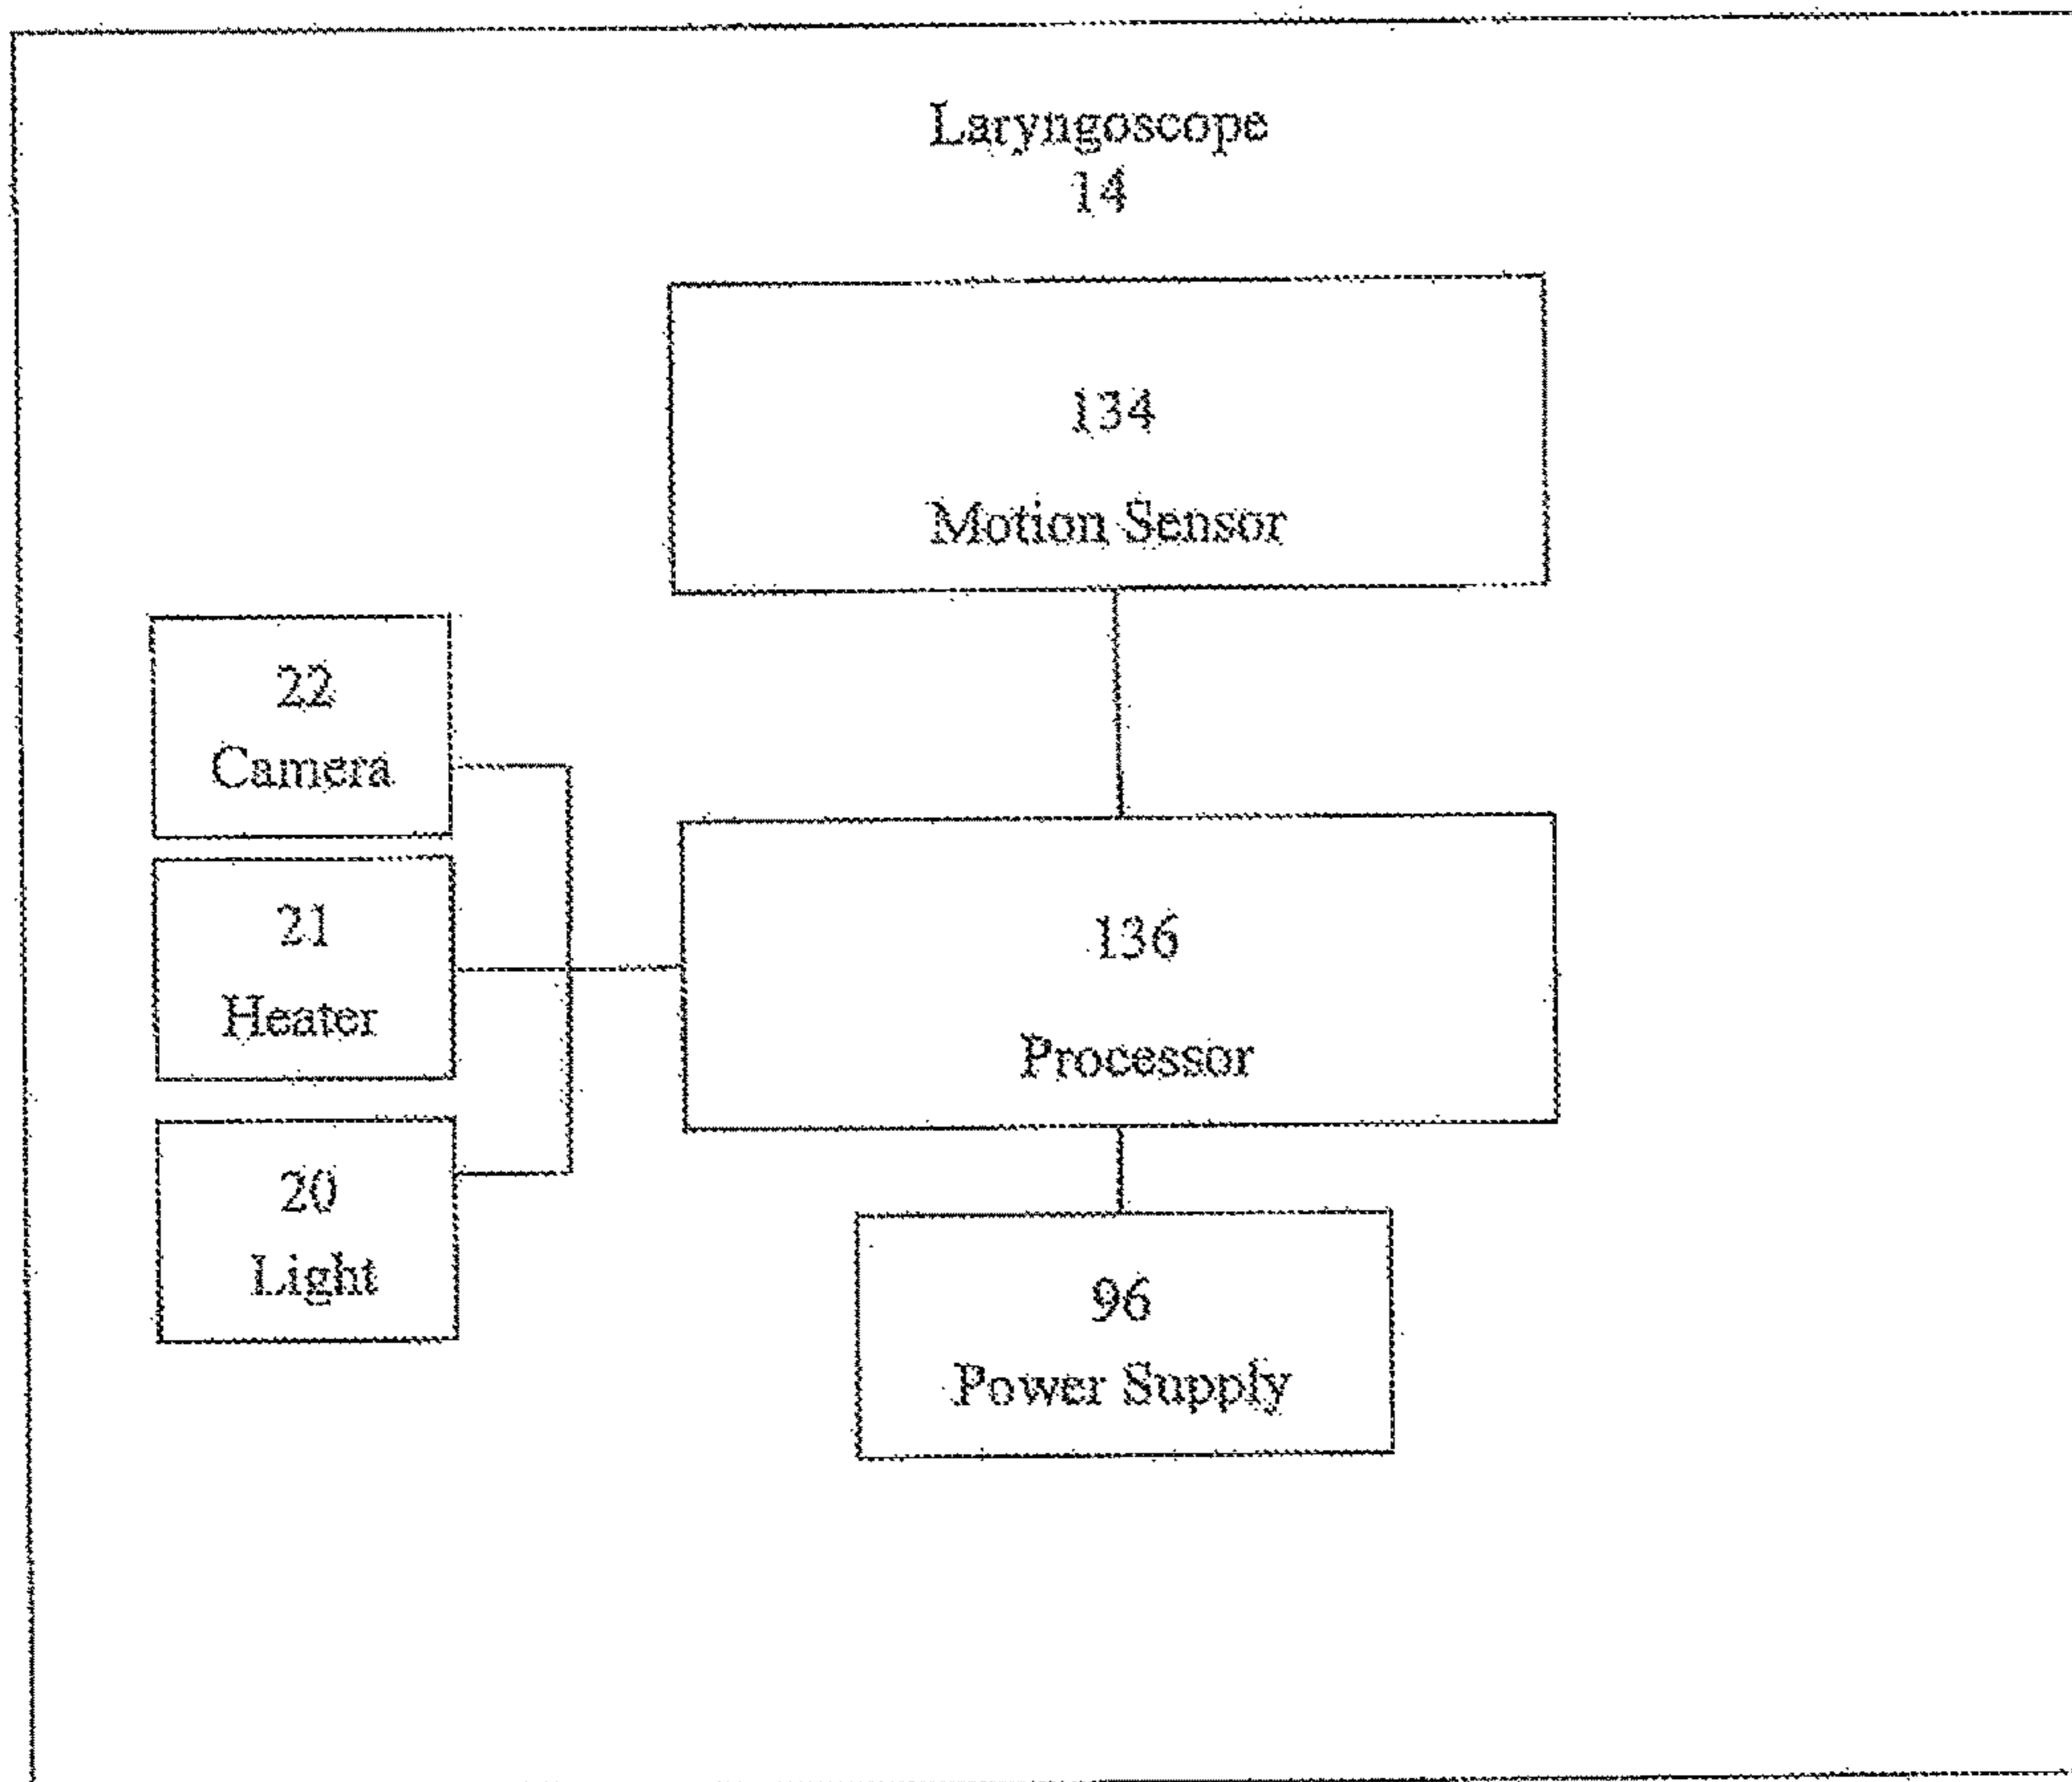 Laryngoscope
14
134
Motion Sensor
22
Camera
21
Heater
136
Processor
20
Light
96
Power Supply